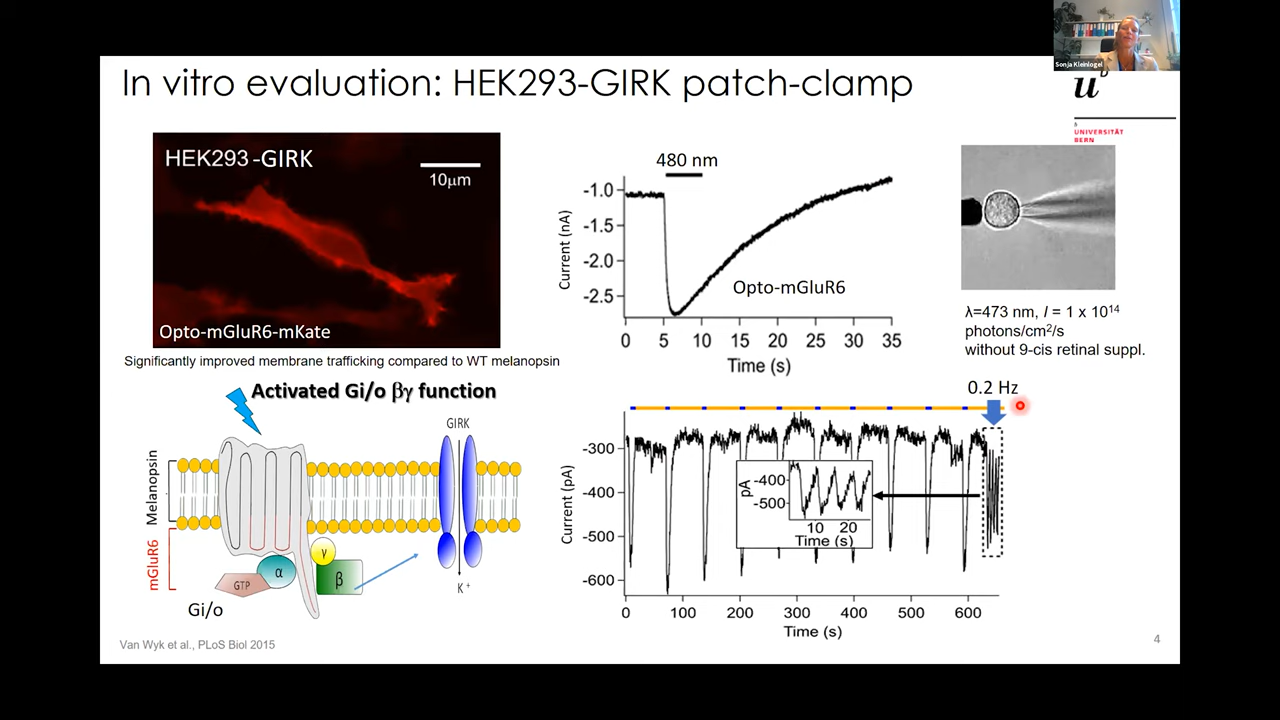 Sonja Kleinlogel
In vitro evaluation: HEK293-GIRK patch-clamp
u
b
b
UNIVERSITÄT
BERN
HEK293-GIRK
10μm
Opto-mGluR6-mKate
Significantly improved membrane trafficking compared to WT melanopsin
480 nm
-1.0
-1.5
-2.0
-2.5
Current (nA)
Opto-mGluR6
0 5 10 15 20 25 30 35
Time (s)
λ=473 nm, I = 1 x 10¹⁴
photons/cm²/s
without 9-cis retinal suppl.
Activated Gi/o βγ function
GIRK
Melanopsin
mGluR6
GTP
α
γ
β
K⁺
Gi/o
0.2 Hz
-300
-400
-500
-600
Current (pA)
pA
-400
-500
10 20
Time (s)
0 100 200 300 400 500 600
Time (s)
Van Wyk et al., PLoS Biol 2015
4